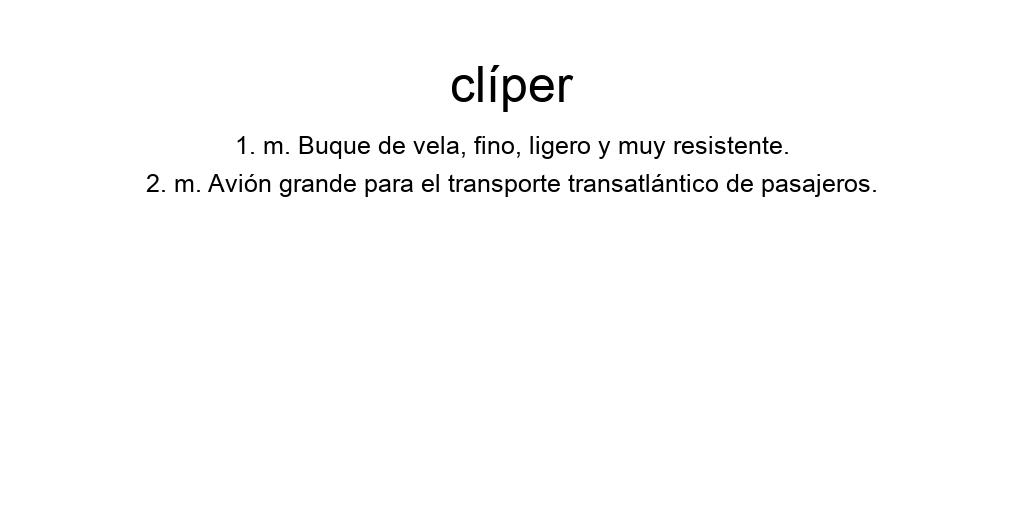 clíper
1. m. Buque de vela, fino, ligero y muy resistente.
2. m. Avión grande para el transporte transatlántico de pasajeros.